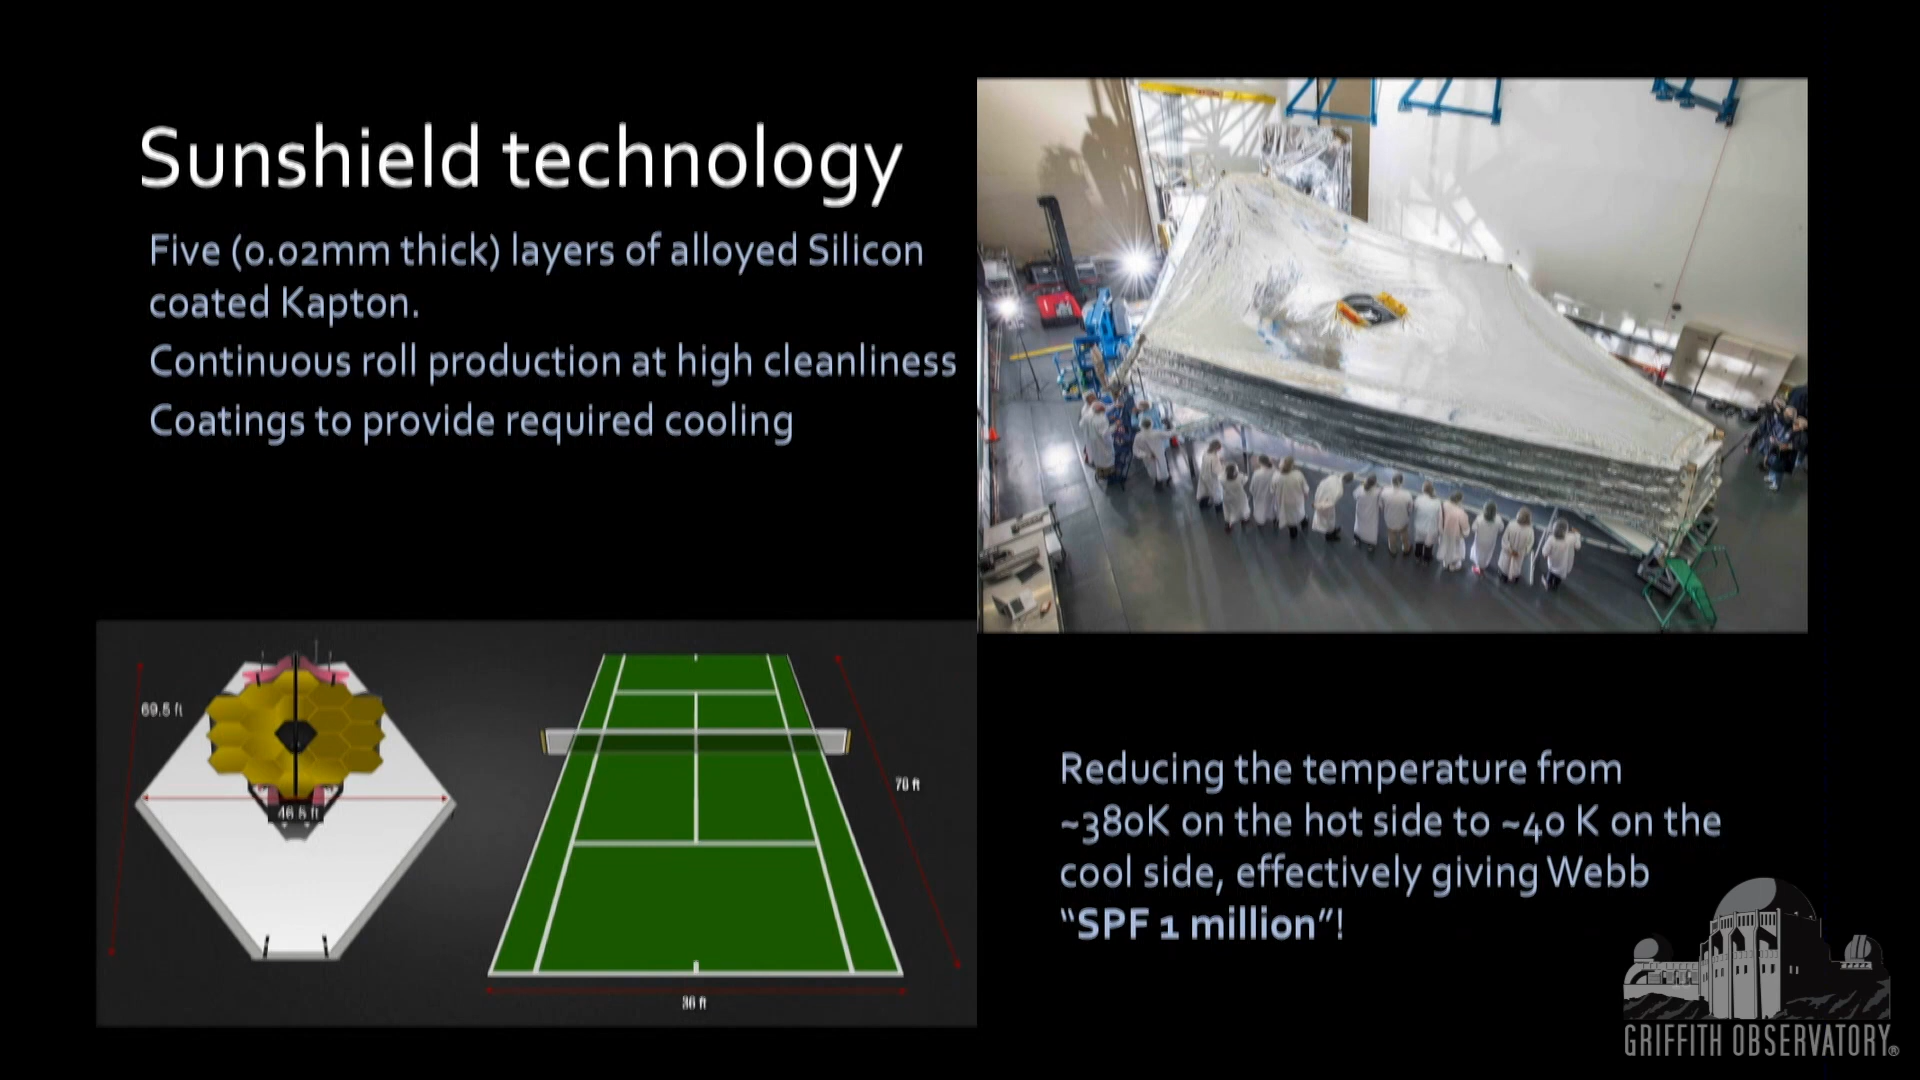 Sunshield technology
Five (0.02mm thick) layers of alloyed Silicon
coated Kapton.
Continuous roll production at high cleanliness
Coatings to provide required cooling
69.5 ft
46.5 ft
78 ft
36 ft
Reducing the temperature from
~380K on the hot side to ~40 K on the
cool side, effectively giving Webb
“SPF 1 million”!
GRIFFITH OBSERVATORY®